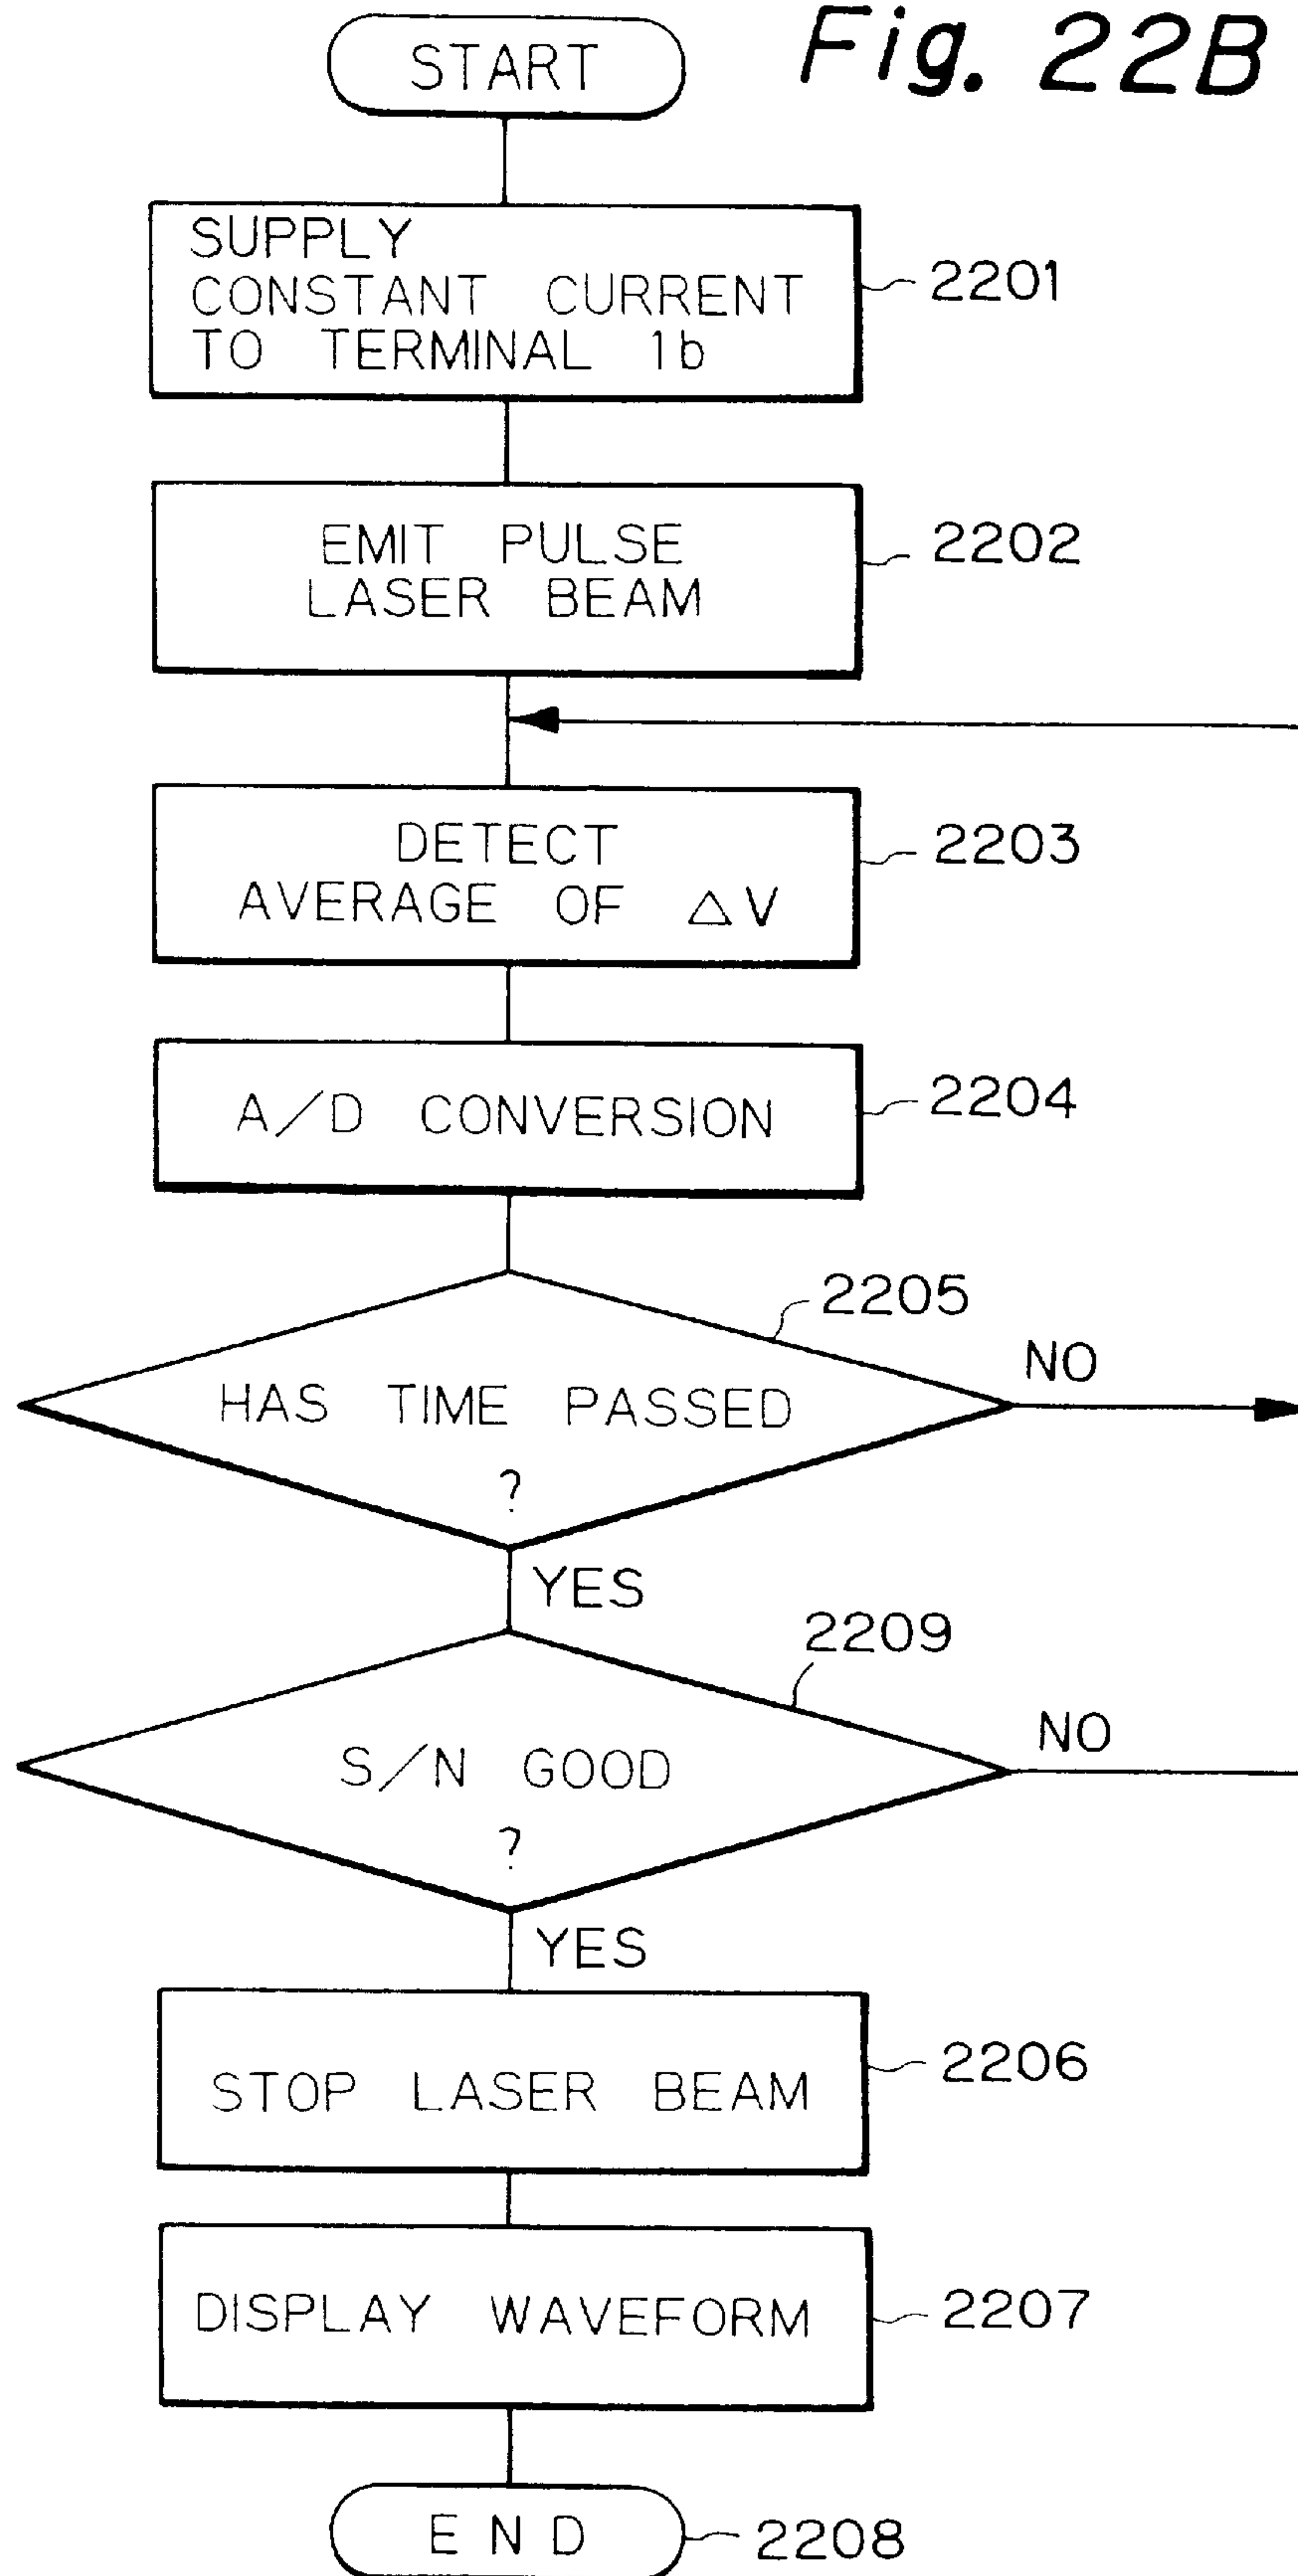 Fig. 22B
START
SUPPLY
CONSTANT CURRENT
TO TERMINAL 1b
2201
EMIT PULSE
LASER BEAM
2202
DETECT
AVERAGE OF △V
2203
A/D CONVERSION
2204
2205
HAS TIME PASSED
?
NO
YES
2209
S/N GOOD
?
NO
YES
STOP LASER BEAM
2206
DISPLAY WAVEFORM
2207
END
2208